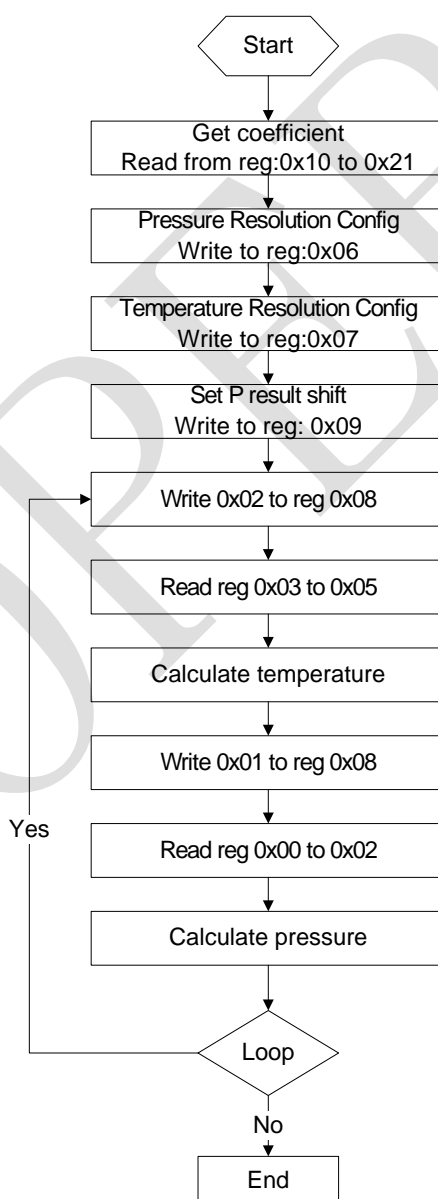 Start
Get coefficient
Read from reg:0x10 to 0x21
Pressure Resolution Config
Write to reg:0x06
Temperature Resolution Config
Write to reg:0x07
Set P result shift
Write to reg: 0x09
Write 0x02 to reg 0x08
Read reg 0x03 to 0x05
Calculate temperature
Write 0x01 to reg 0x08
Yes
Read reg 0x00 to 0x02
Calculate pressure
Loop
No
End